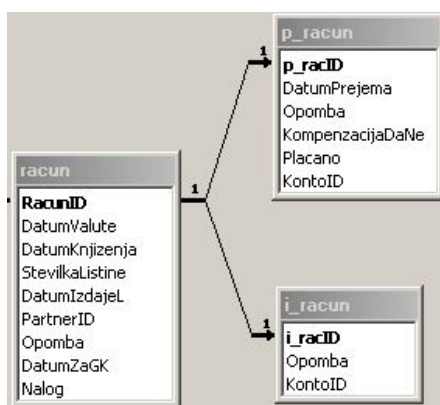 p_racun
1
p_racID
DatumPrejema
Opomba
KompenzacijaDaNe
Placano
KontoID
racun
1
RacunID
DatumValute
DatumKnjizenja
StevilkaListine
DatumIzdajeL
PartnerID
Opomba
DatumZaGK
Nalog
i_racun
1
i_racID
Opomba
KontoID